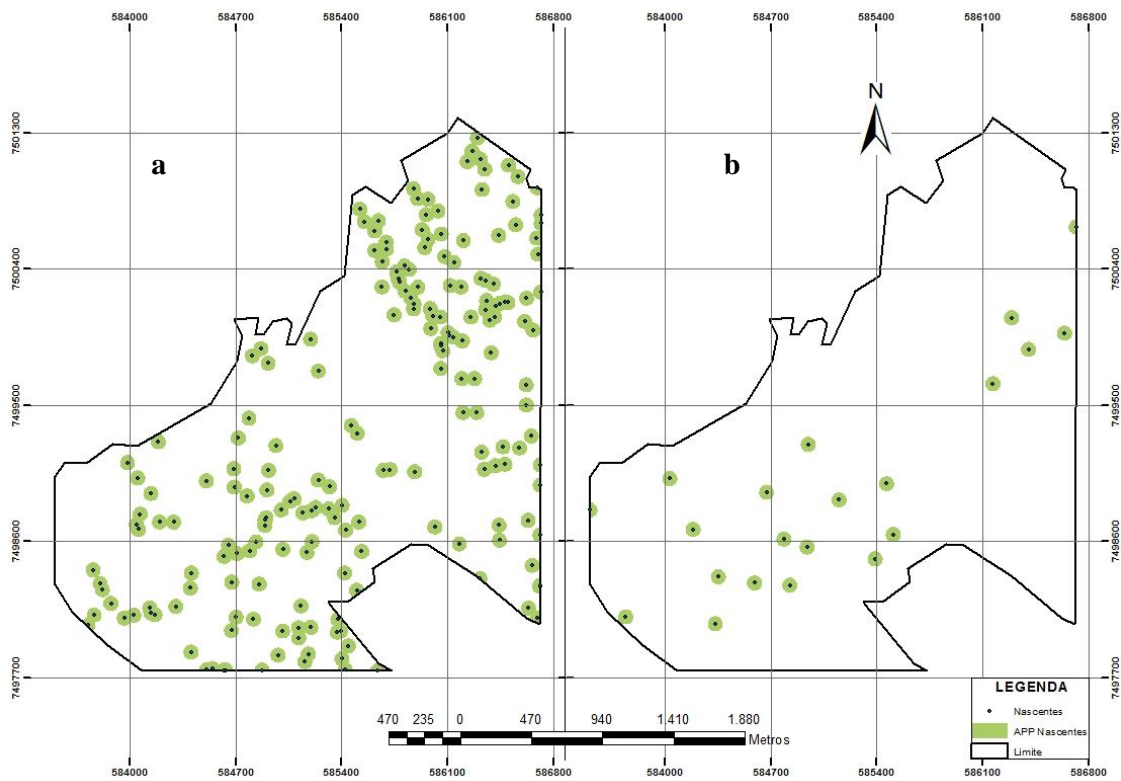 584000 584700 585400 586100 586800 584000 584700 585400 586100 586800
N
7501300 7501300
a b
7500400 7500400
7499500 7499500
7498600 7498600
7497700 7497700
LEGENDA
Nascentes
APP Nascentes
Limite
470 235 0 470 940 1.410 1.880
Metros
584000 584700 585400 586100 586800 584000 584700 585400 586100 586800